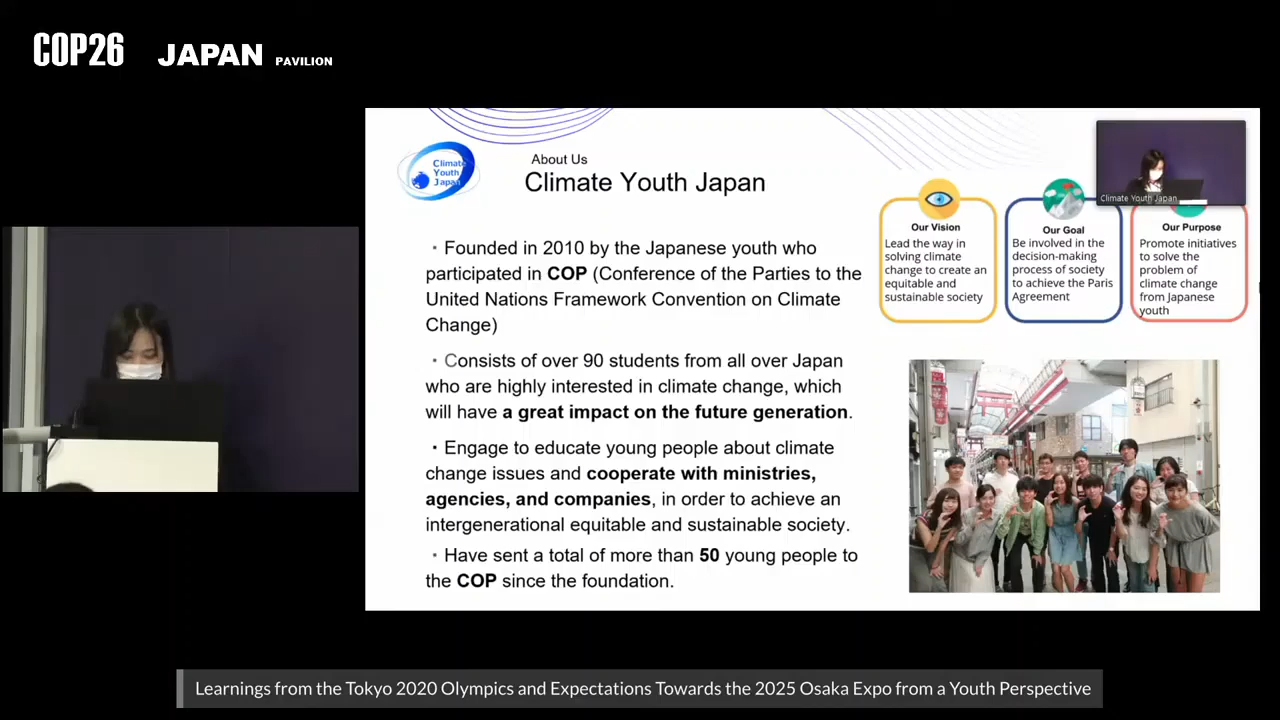 COP26 JAPAN PAVILION
Climate
Youth
Japan
About Us
Climate Youth Japan
・Founded in 2010 by the Japanese youth who
participated in COP (Conference of the Parties to the
United Nations Framework Convention on Climate
Change)
・Consists of over 90 students from all over Japan
who are highly interested in climate change, which
will have a great impact on the future generation.
・Engage to educate young people about climate
change issues and cooperate with ministries,
agencies, and companies, in order to achieve an
intergenerational equitable and sustainable society.
・Have sent a total of more than 50 young people to
the COP since the foundation.
Our Vision
Lead the way in
solving climate
change to create an
equitable and
sustainable society
Our Goal
Be involved in the
decision-making
process of society
to achieve the Paris
Agreement
Climate Youth Japan
Our Purpose
Promote initiatives
to solve the
problem of
climate change
from Japanese
youth
Learnings from the Tokyo 2020 Olympics and Expectations Towards the 2025 Osaka Expo from a Youth Perspective